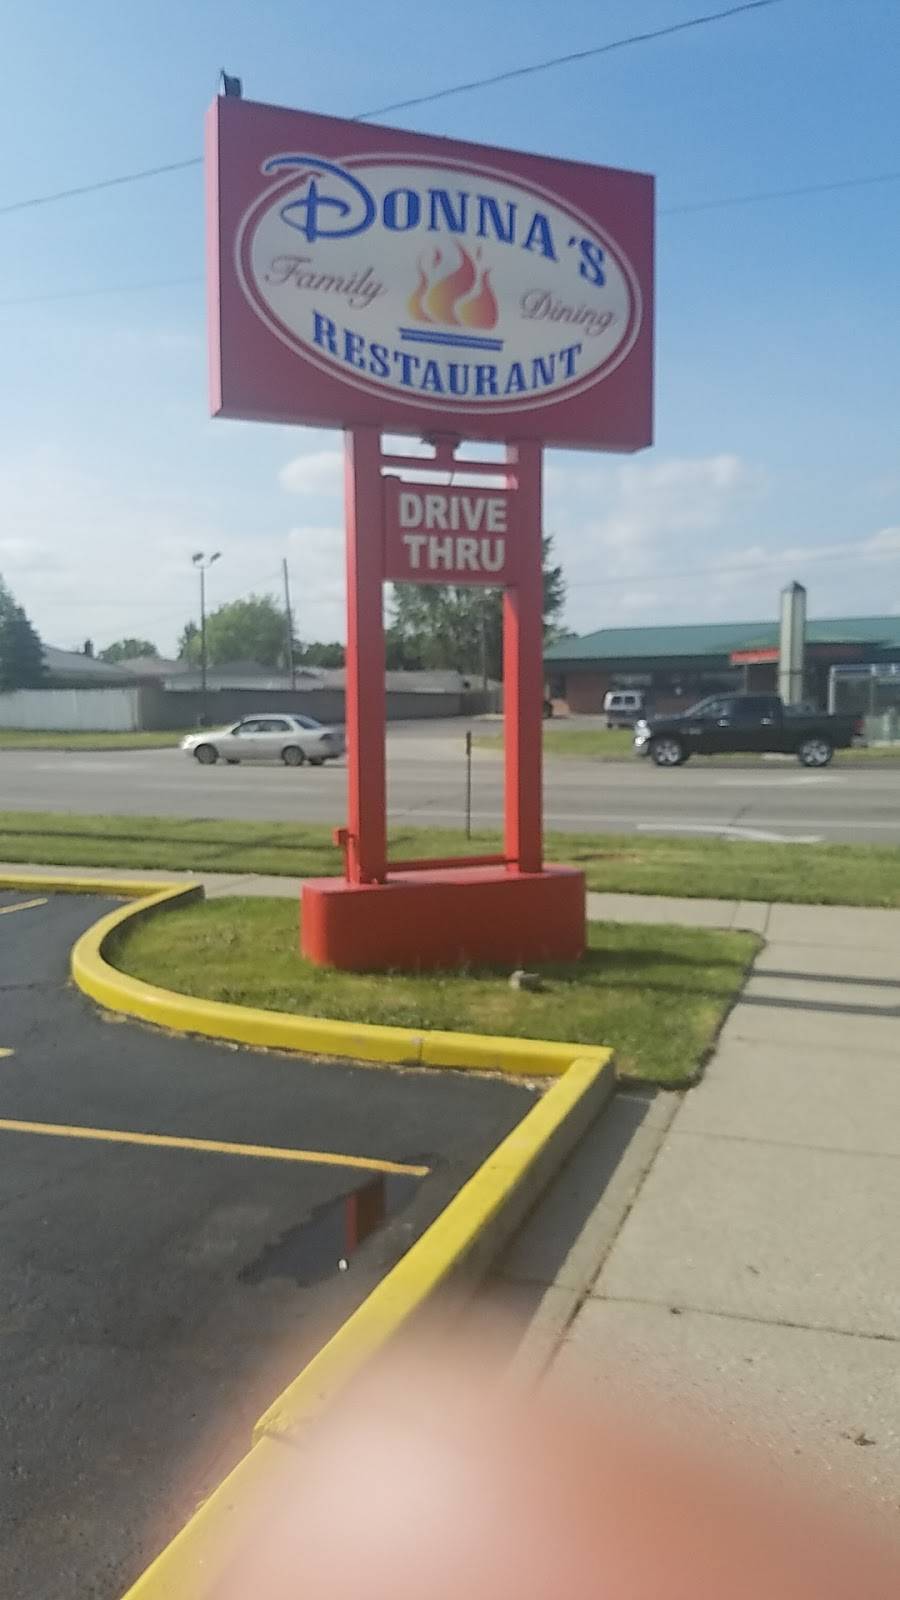 DONNA'S
Family Dining
RESTAURANT
DRIVE
THRU